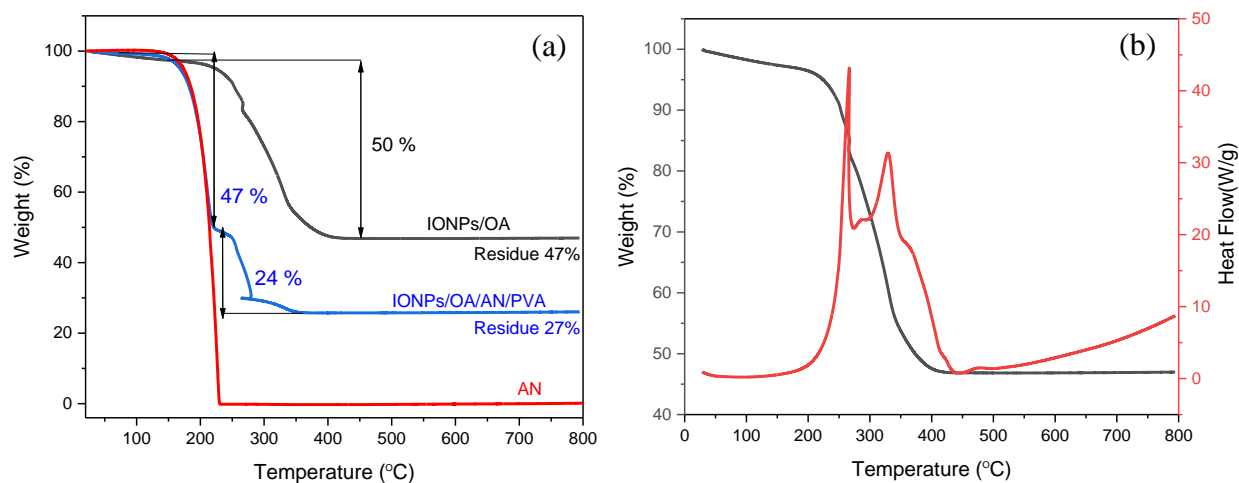 (a)
100
80
60
40
20
0
Weight (%)
47 %
50 %
24 %
IONPs/OA
Residue 47%
IONPs/OA/AN/PVA
Residue 27%
AN
100 200 300 400 500 600 700 800
Temperature (°C)
(b)
100
90
80
70
60
50
40
Weight (%)
50
40
30
20
10
0
Heat Flow(W/g)
0 100 200 300 400 500 600 700 800
Temperature (°C)